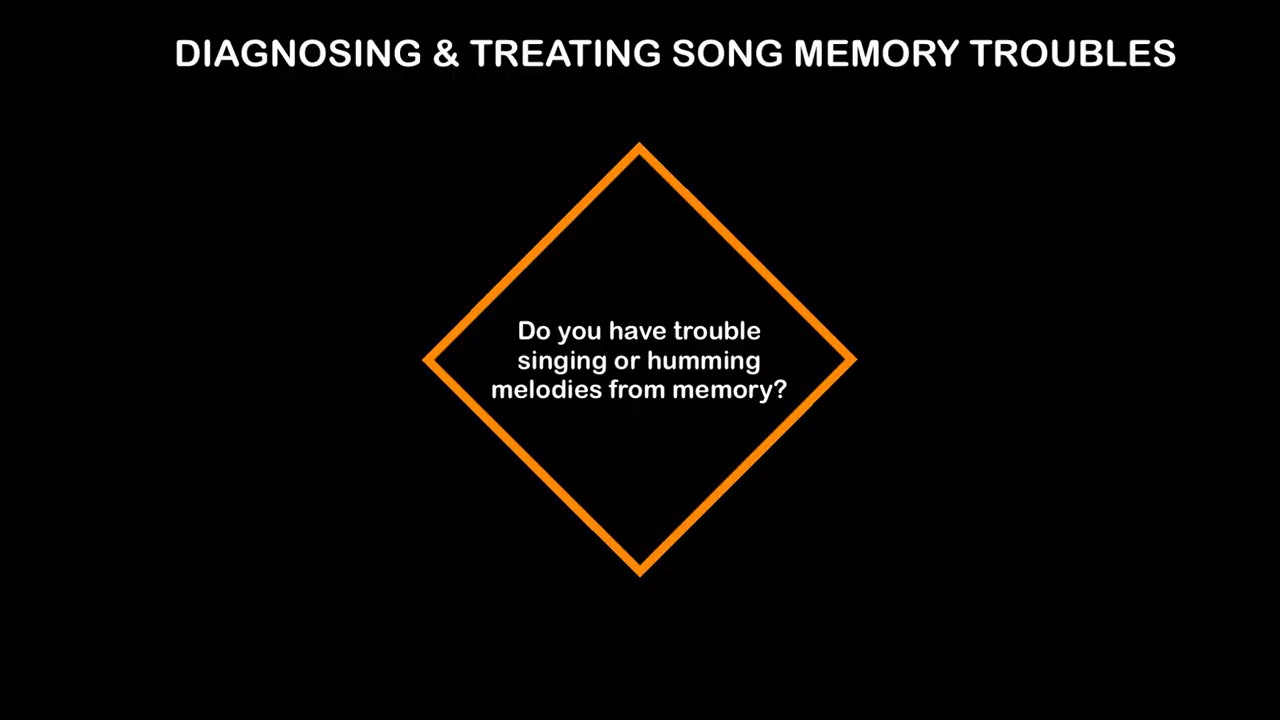 DIAGNOSING & TREATING SONG MEMORY TROUBLES
Do you have trouble
singing or humming
melodies from memory?